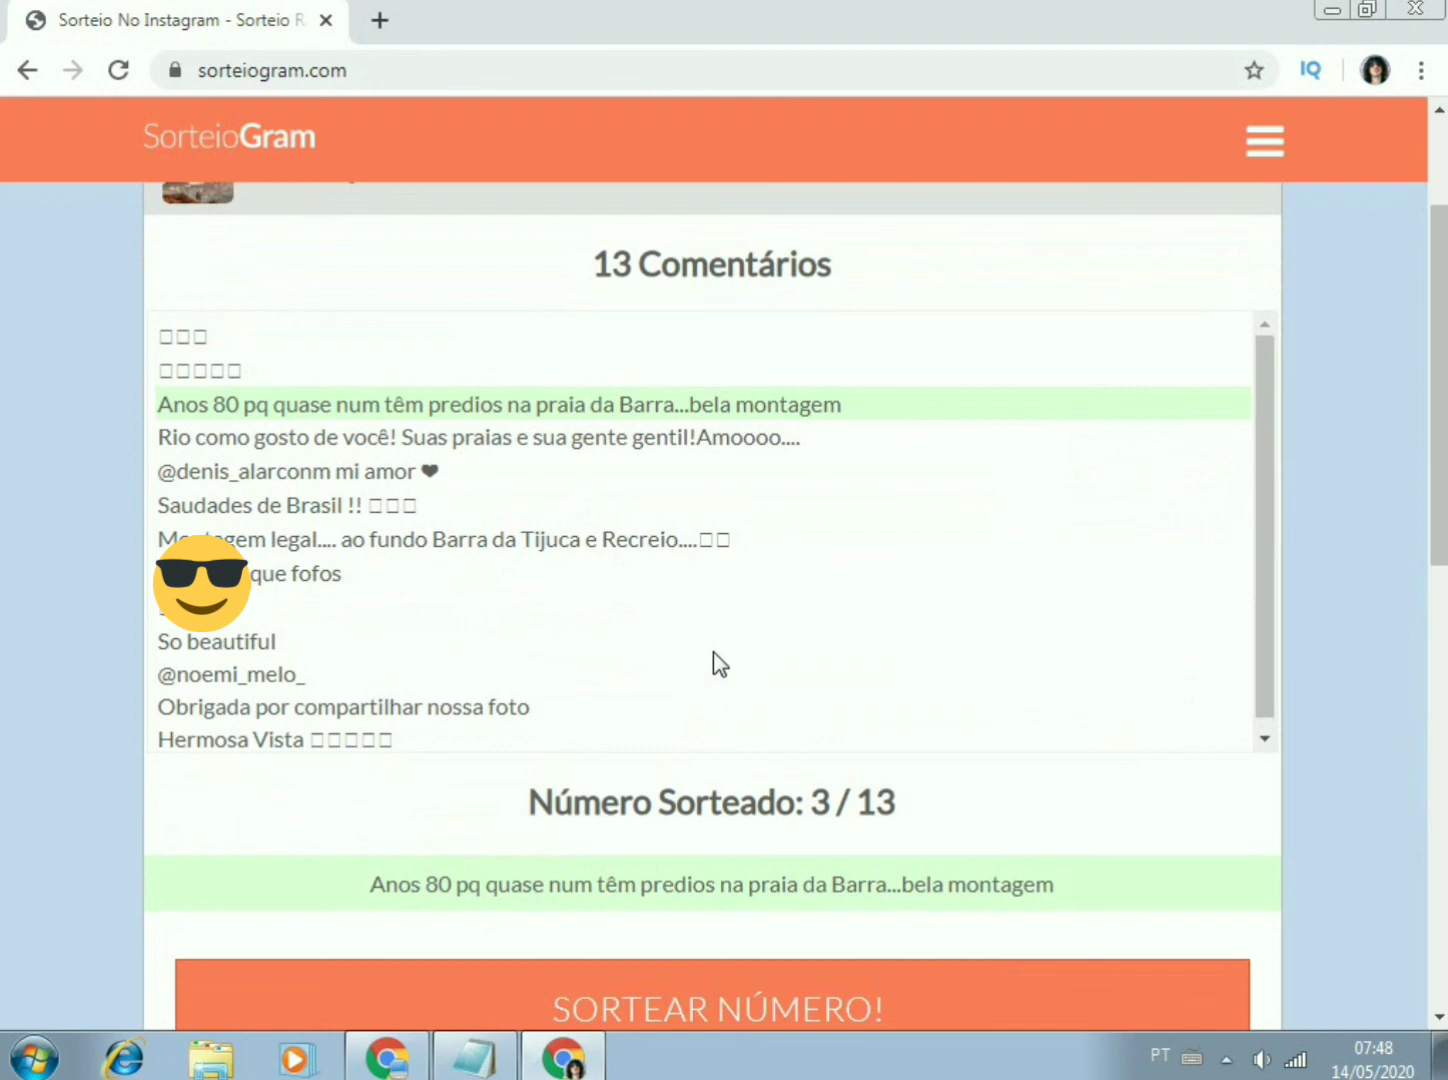 Sorteio No Instagram - Sorteio R
sorteiogram.com
IQ
SorteioGram
13 Comentários
Anos 80 pq quase num têm predios na praia da Barra...bela montagem
Rio como gosto de você! Suas praias e sua gente gentil!Amoooo....
@denis_alarconm mi amor ❤
Saudades de Brasil !!
gem legal.... ao fundo Barra da Tijuca e Recreio....
que fofos
So beautiful
@noemi_melo_
Obrigada por compartilhar nossa foto
Hermosa Vista
Número Sorteado: 3 / 13
Anos 80 pq quase num têm predios na praia da Barra...bela montagem
SORTEAR NÚMERO!
PT
07:48
14/05/2020